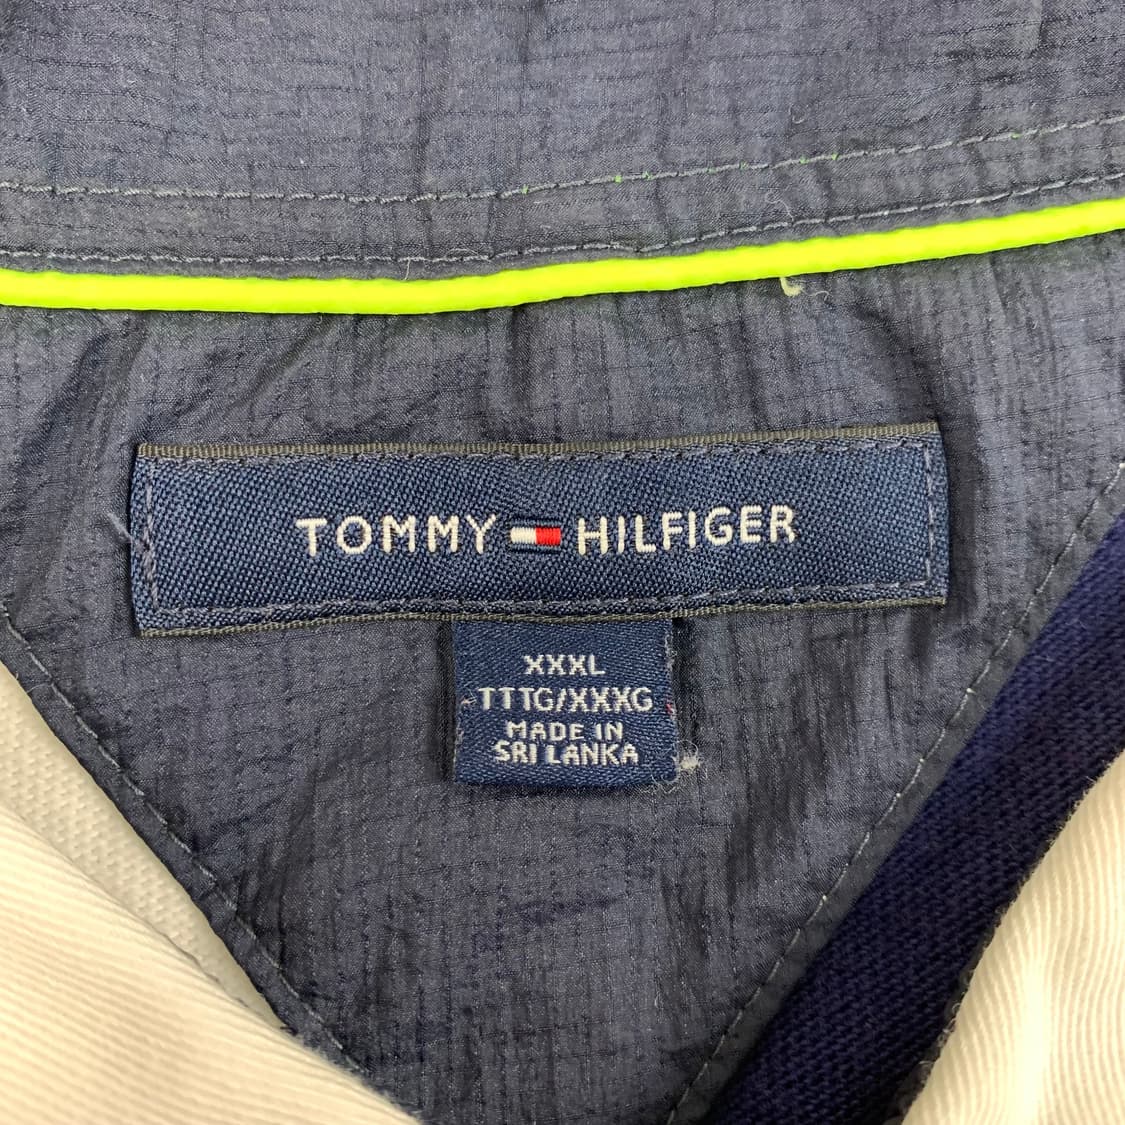 TOMMY HILFIGER
XXXL
TTTG/XXXG
MADE IN
SRI LANKA